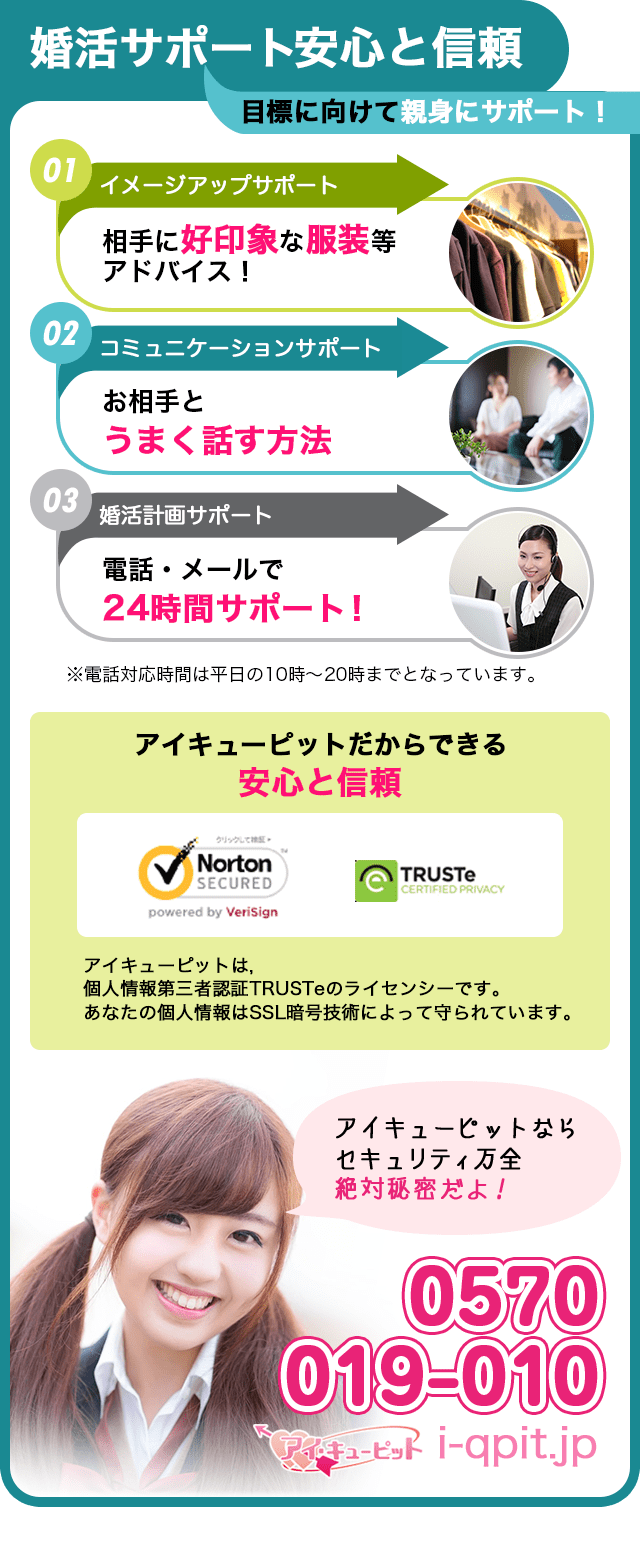 婚活サポート安心と信頼
目標に向けて親身にサポート！
01
イメージアップサポート
相手に好印象な服装等
アドバイス！
02
コミュニケーションサポート
お相手と
うまく話す方法
03
婚活計画サポート
電話・メールで
24時間サポート！
※電話対応時間は平日の10時～20時までとなっています。
アイキューピットだからできる
安心と信頼
クリックして検証
Norton
SECURED
TM
powered by VeriSign
TRUSTe
CERTIFIED PRIVACY
アイキューピットは,
個人情報第三者認証TRUSTeのライセンシーです。
あなたの個人情報はSSL暗号技術によって守られています。
アイキューピットなら
セキュリティ万全
絶対秘密だよ！
0570
019-010
アイ・キューピット i-qpit.jp